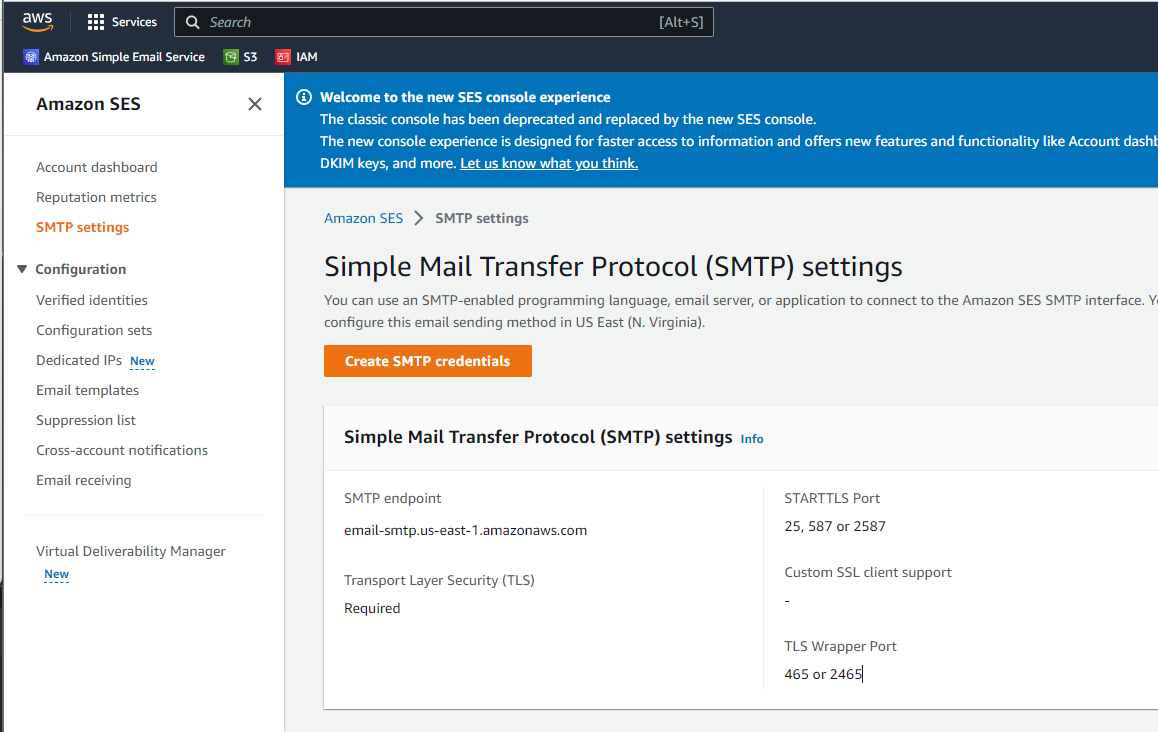 aws
Services
Search
[Alt+S]
Amazon Simple Email Service
S3
IAM
Amazon SES
Account dashboard
Reputation metrics
SMTP settings
Configuration
Verified identities
Configuration sets
Dedicated IPs New
Email templates
Suppression list
Cross-account notifications
Email receiving
Virtual Deliverability Manager
New
Welcome to the new SES console experience
The classic console has been deprecated and replaced by the new SES console.
The new console experience is designed for faster access to information and offers new features and functionality like Account dashb
DKIM keys, and more. Let us know what you think.
Amazon SES > SMTP settings
Simple Mail Transfer Protocol (SMTP) settings
You can use an SMTP-enabled programming language, email server, or application to connect to the Amazon SES SMTP interface. Yo
configure this email sending method in US East (N. Virginia).
Create SMTP credentials
Simple Mail Transfer Protocol (SMTP) settings Info
SMTP endpoint
email-smtp.us-east-1.amazonaws.com
Transport Layer Security (TLS)
Required
STARTTLS Port
25, 587 or 2587
Custom SSL client support
-
TLS Wrapper Port
465 or 2465